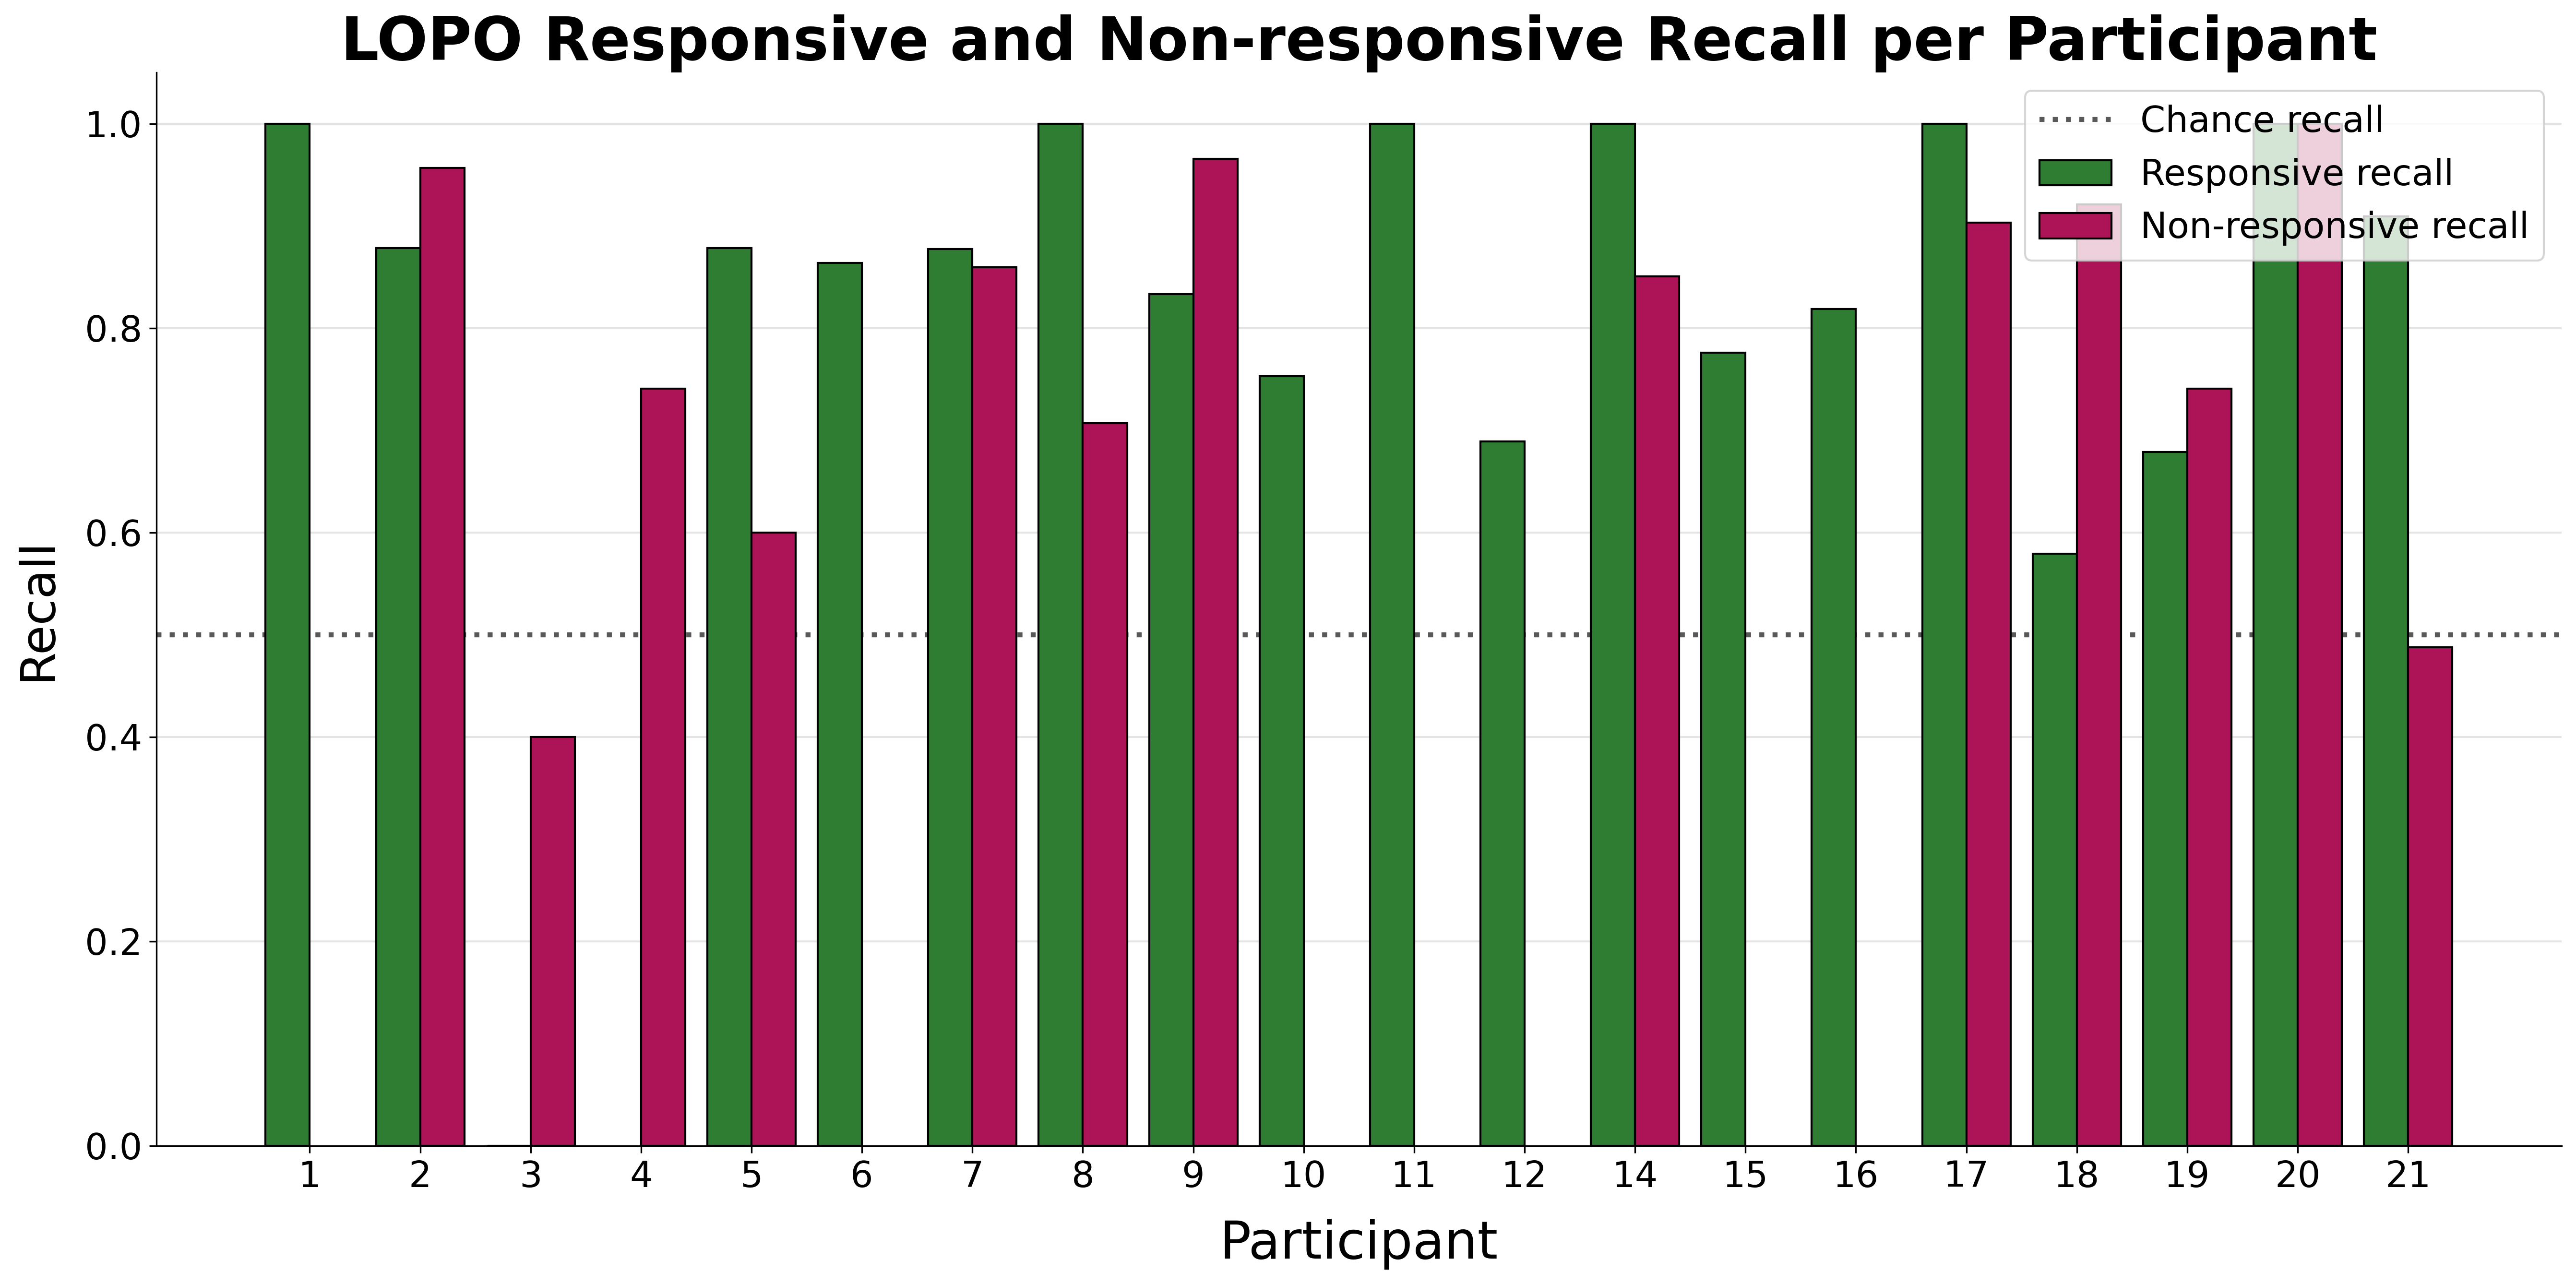 LOPO Responsive and Non-responsive Recall per Participant
Chance recall
Responsive recall
Non-responsive recall
1.0
0.8
0.6
0.4
0.2
0.0
Recall
1 2 3 4 5 6 7 8 9 10 11 12 14 15 16 17 18 19 20 21
Participant